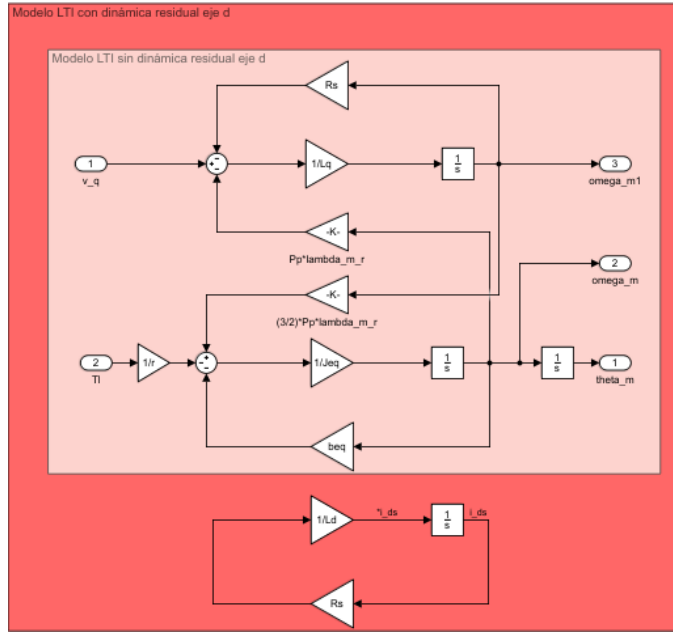 Modelo LTI con dinámica residual eje d
Modelo LTI sin dinámica residual eje d
Rs
1
v_q
1/Lq
1
s
3
omega_m1
-K-
Pp*lambda_m_r
2
omega_m
-K-
(3/2)*Pp*lambda_m_r
2
Tl
1/r
1/Jeq
1
s
1
s
1
theta_m
beq
1/Ld
*i_ds
1
s
i_ds
Rs